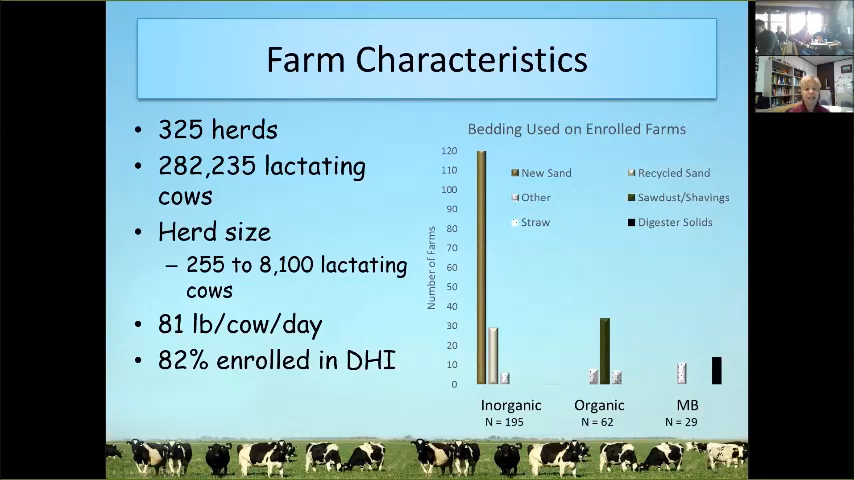 Farm Characteristics
• 325 herds
• 282,235 lactating
cows
• Herd size
– 255 to 8,100 lactating
cows
• 81 lb/cow/day
• 82% enrolled in DHI
Bedding Used on Enrolled Farms
120
110
100
90
80
70
60
50
40
30
20
10
0
Number of Farms
New Sand
Recycled Sand
Other
Sawdust/Shavings
Straw
Digester Solids
Inorganic
Organic
MB
N = 195
N = 62
N = 29